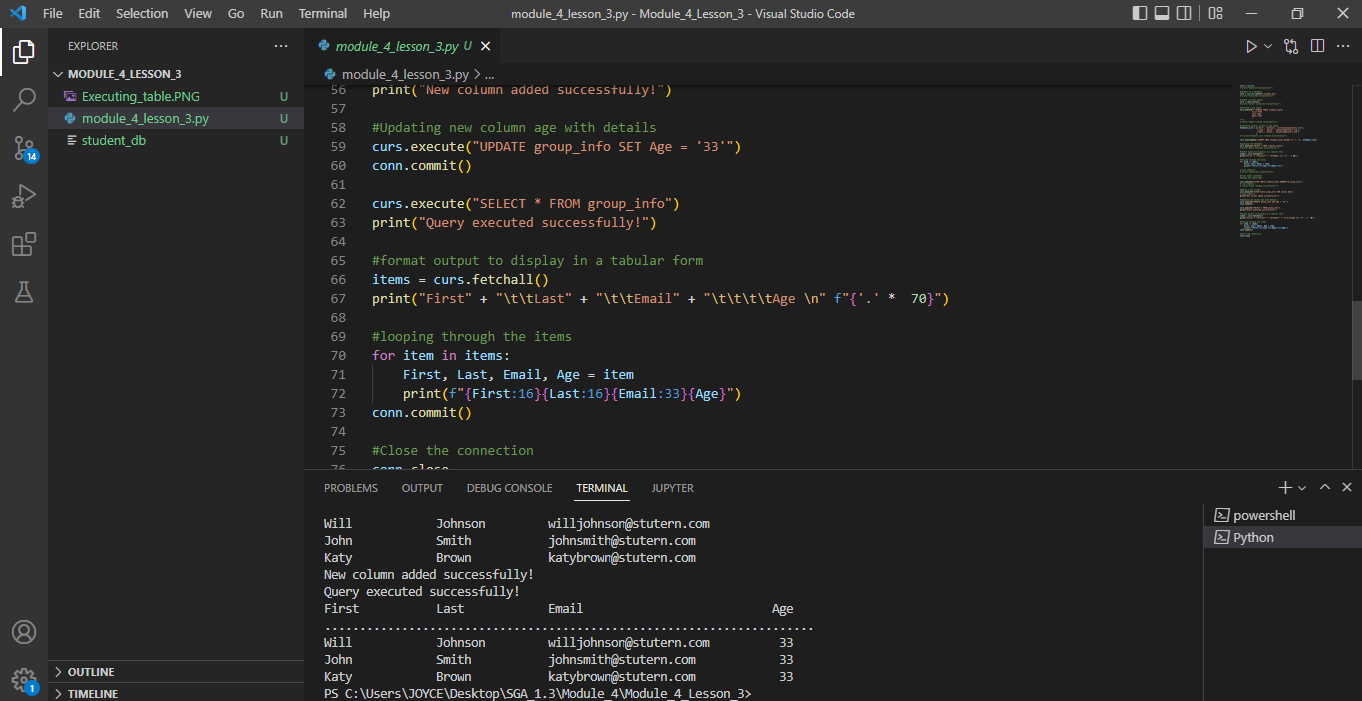 File Edit Selection View Go Run Terminal Help
module_4_lesson_3.py - Module_4_Lesson_3 - Visual Studio Code
EXPLORER ...
MODULE_4_LESSON_3
Executing_table.PNG U
module_4_lesson_3.py U
student_db U
14
1
OUTLINE
TIMELINE
module_4_lesson_3.py U
module_4_lesson_3.py > ...
56 print("New column added successfully!")
57
58 #Updating new column age with details
59 curs.execute("UPDATE group_info SET Age = '33'")
60 conn.commit()
61
62 curs.execute("SELECT * FROM group_info")
63 print("Query executed successfully!")
64
65 #format output to display in a tabular form
66 items = curs.fetchall()
67 print("First" + "\t\tLast" + "\t\tEmail" + "\t\t\t\tAge \n" f"{'.' *  70}")
68
69 #looping through the items
70 for item in items:
71     First, Last, Email, Age = item
72     print(f"{First:16}{Last:16}{Email:33}{Age}")
73 conn.commit()
74
75 #Close the connection
76 conn.close
PROBLEMS OUTPUT DEBUG CONSOLE TERMINAL JUPYTER
Will Johnson willjohnson@stutern.com
John Smith johnsmith@stutern.com
Katy Brown katybrown@stutern.com
New column added successfully!
Query executed successfully!
First Last Email Age
......................................................................
Will Johnson willjohnson@stutern.com 33
John Smith johnsmith@stutern.com 33
Katy Brown katybrown@stutern.com 33
PS C:\Users\JOYCE\Desktop\SGA_1.3\Module_4\Module_4_Lesson_3>
powershell
Python